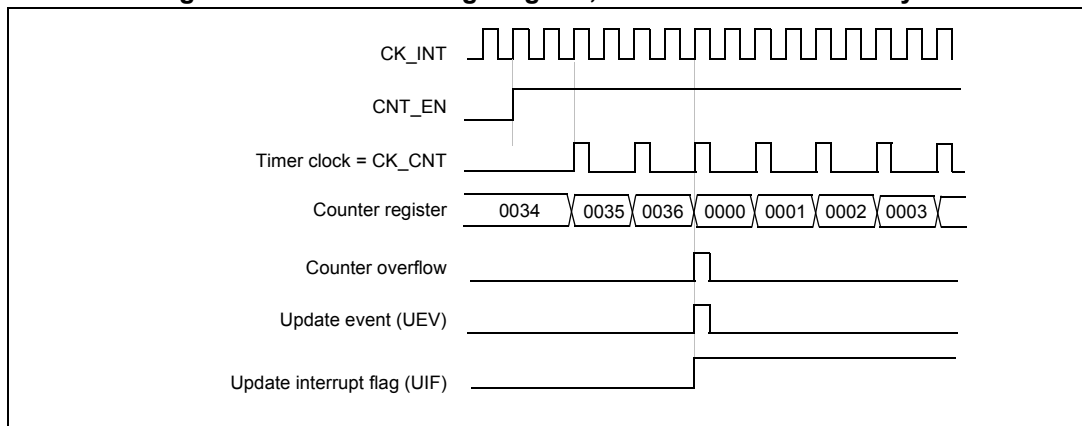 CK_INT
CNT_EN
Timer clock = CK_CNT
Counter register 0034 0035 0036 0000 0001 0002 0003
Counter overflow
Update event (UEV)
Update interrupt flag (UIF)